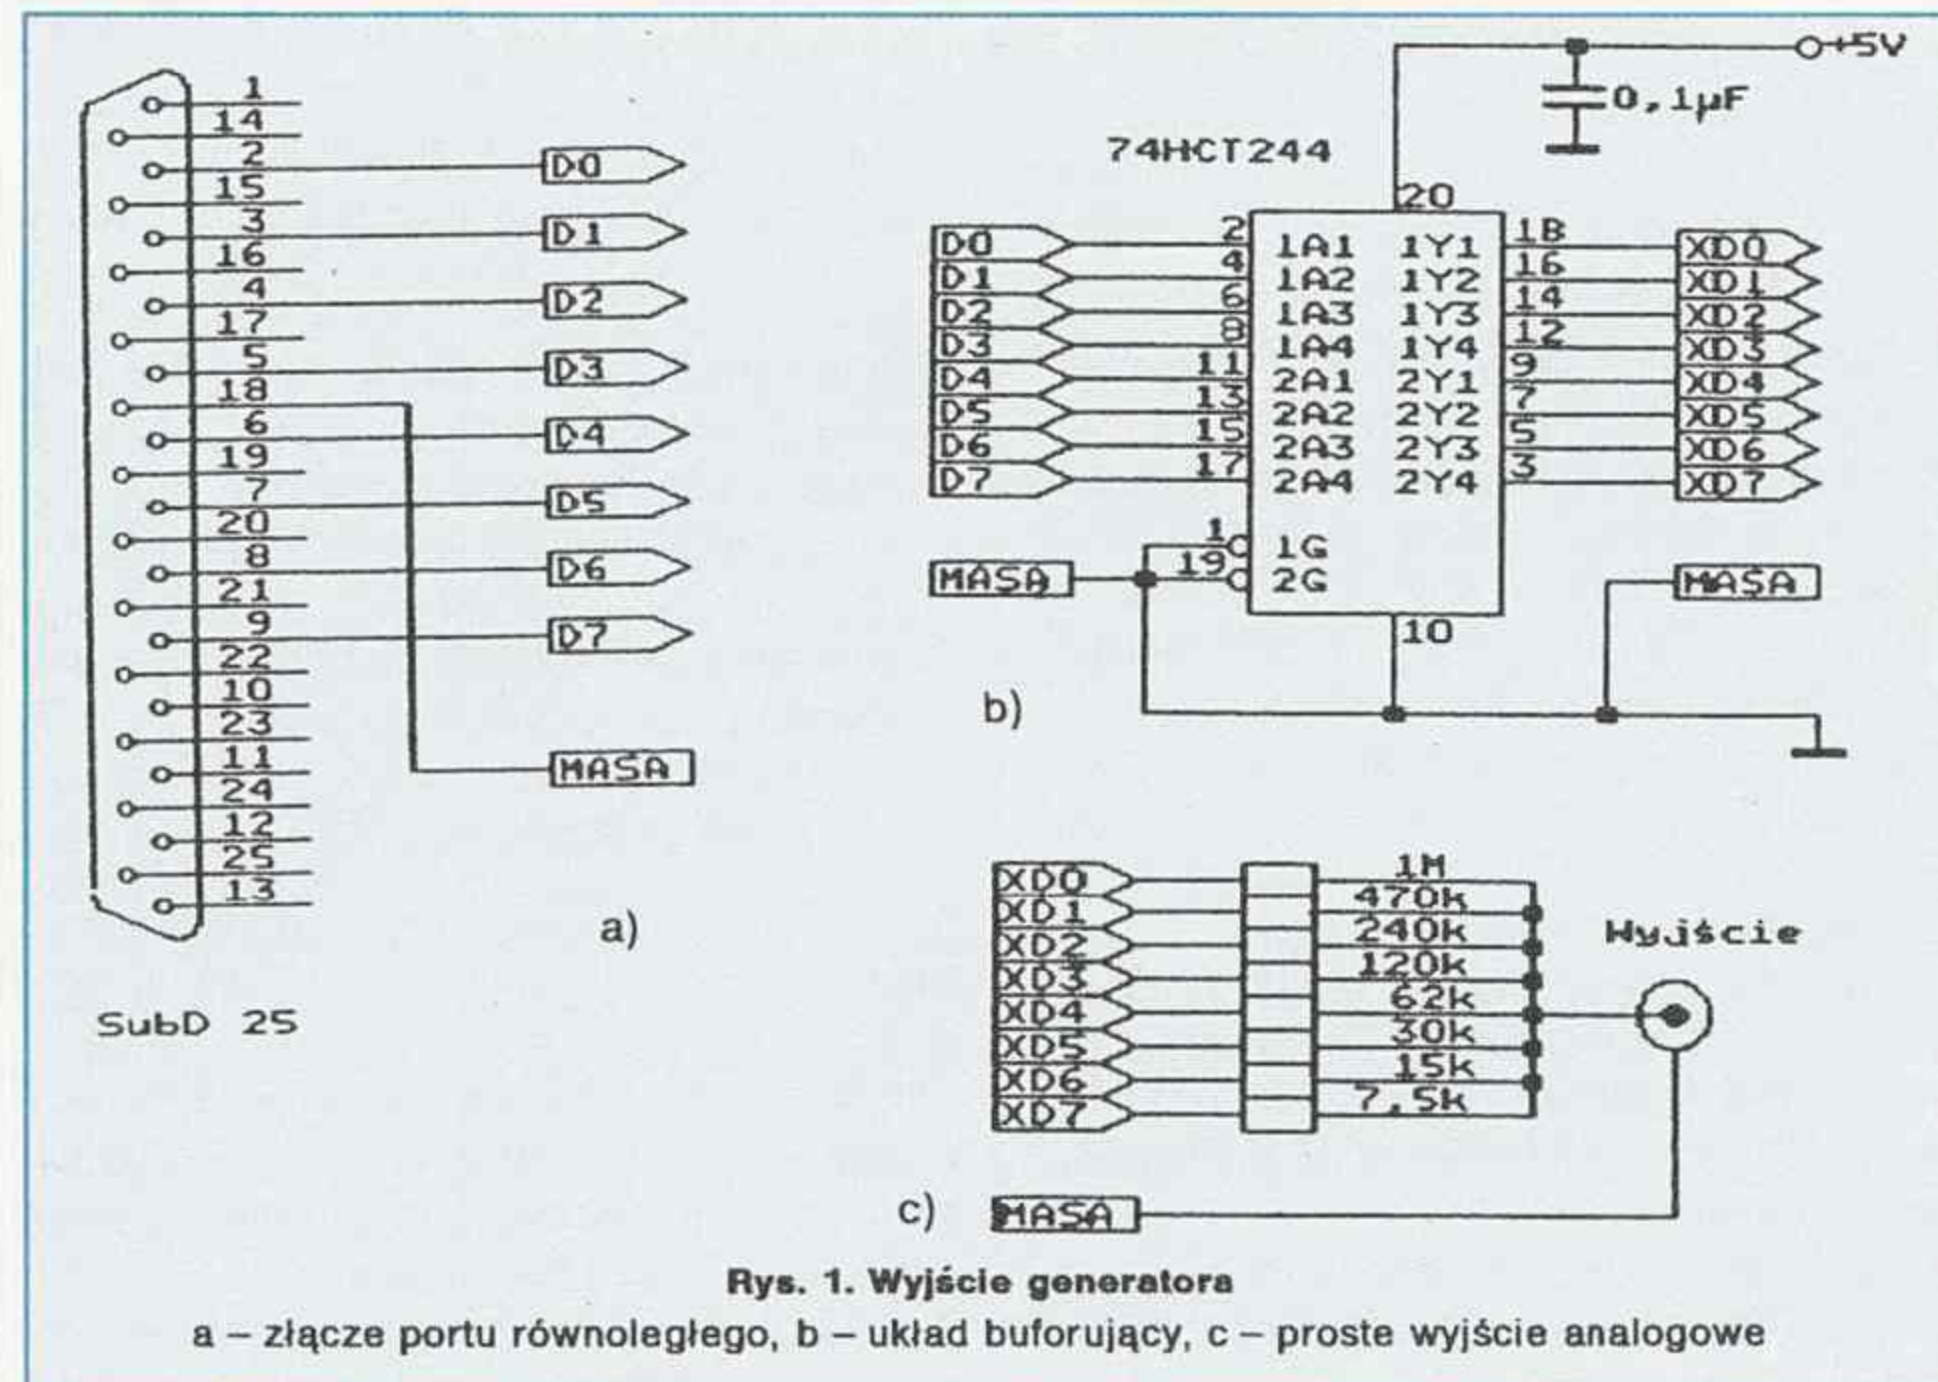 1
14
2
D0
15
3
D1
16
4
D2
17
5
D3
18
6
D4
19
7
D5
20
8
D6
21
9
D7
22
10
23
11
MASA
24
12
25
13
a)
SubD 25
+5V
0,1µF
74HCT244
20
D0 2 1A1 1Y1 18 XD0
D1 4 1A2 1Y2 16 XD1
D2 6 1A3 1Y3 14 XD2
D3 8 1A4 1Y4 12 XD3
D4 11 2A1 2Y1 9 XD4
D5 13 2A2 2Y2 7 XD5
D6 15 2A3 2Y3 5 XD6
D7 17 2A4 2Y4 3 XD7
1 1G
MASA 19 2G MASA
10
b)
XD0 1M
XD1 470k
XD2 240k
XD3 120k
XD4 62k
XD5 30k
XD6 15k
XD7 7,5k
Wyjście
c)
MASA
Rys. 1. Wyjście generatora
a – złącze portu równoległego, b – układ buforujący, c – proste wyjście analogowe